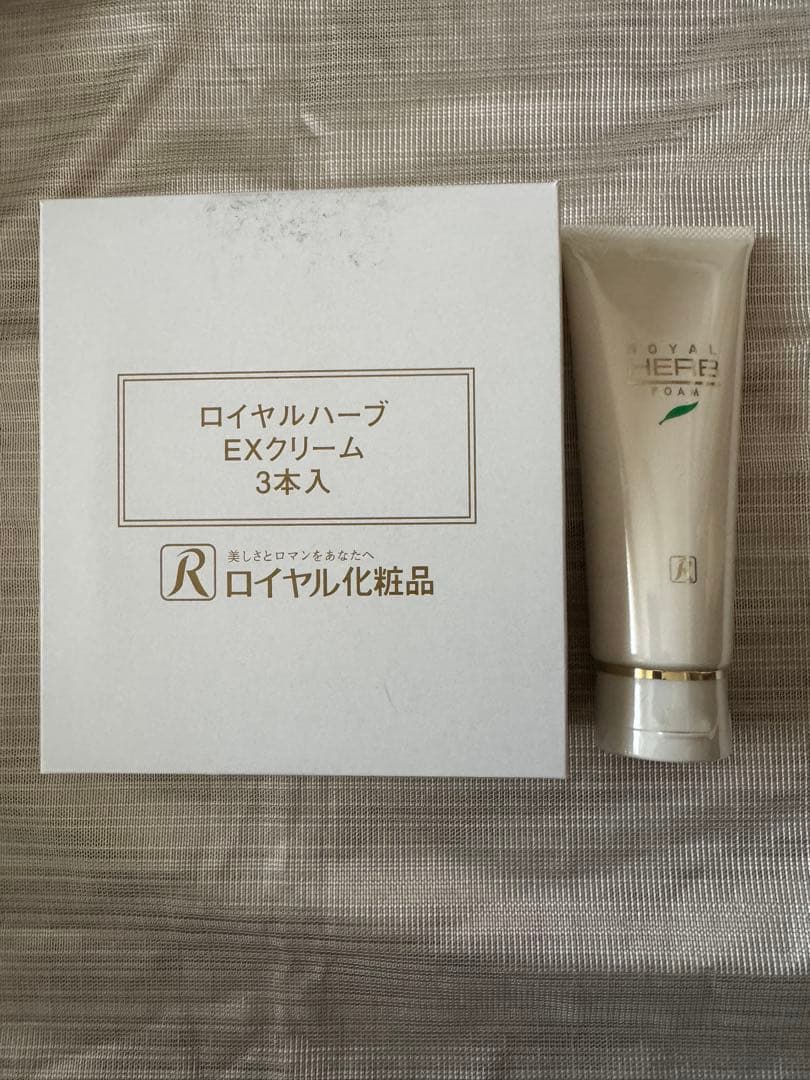 ロイヤルハーブ
EXクリーム
3本入
R
美しさとロマンをあなたへ
ロイヤル化粧品
ROYAL
HERB
FOAM
R